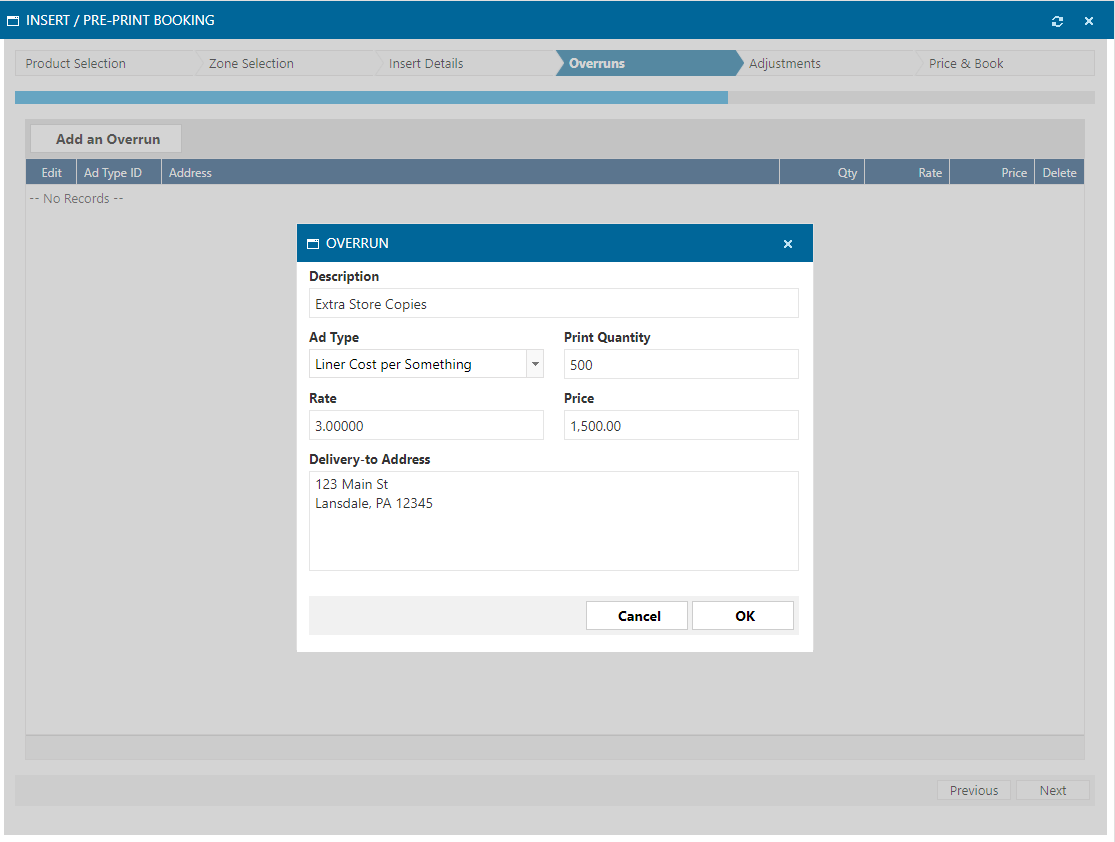 INSERT / PRE-PRINT BOOKING
Product Selection Zone Selection Insert Details Overruns Adjustments Price & Book
Add an Overrun
Edit Ad Type ID Address Qty Rate Price Delete
-- No Records --
OVERRUN
Description
Extra Store Copies
Ad Type Print Quantity
Liner Cost per Something 500
Rate Price
3.00000 1,500.00
Delivery-to Address
123 Main St
Lansdale, PA 12345
Cancel OK
Previous Next